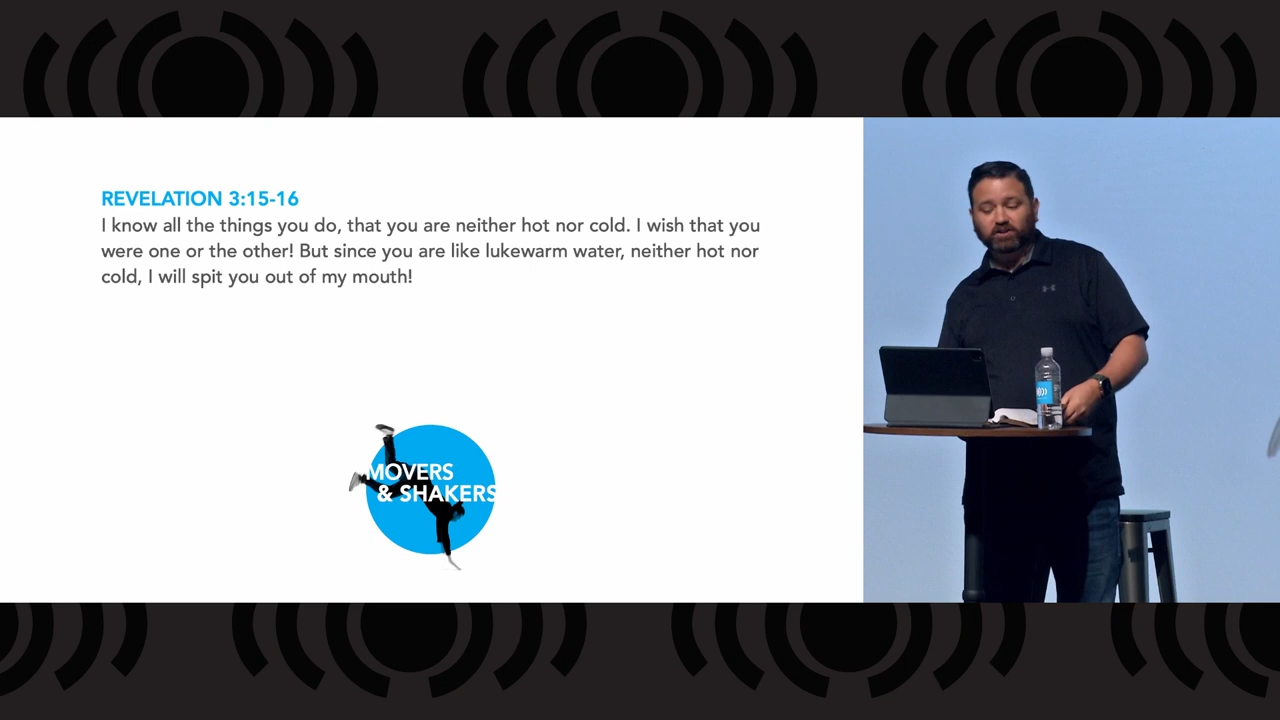 REVELATION 3:15-16
I know all the things you do, that you are neither hot nor cold. I wish that you
were one or the other! But since you are like lukewarm water, neither hot nor
cold, I will spit you out of my mouth!
MOVERS
& SHAKERS